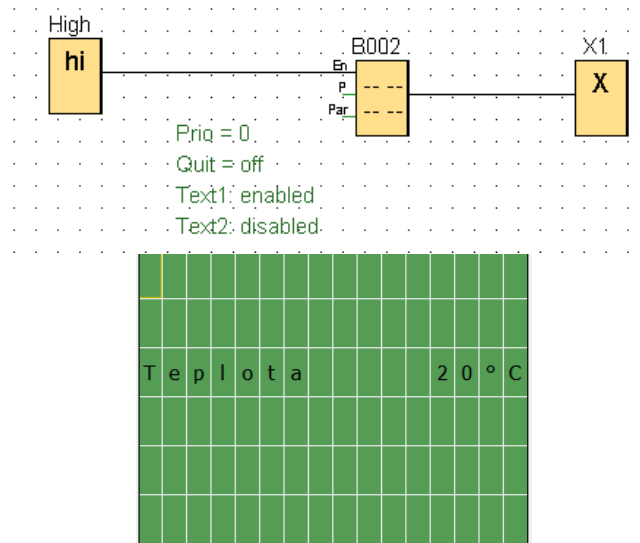 High
hi
B002
X1
X
En
P
Par
Prio = 0
Quit = off
Text1: enabled
Text2: disabled
Teplota 20°C